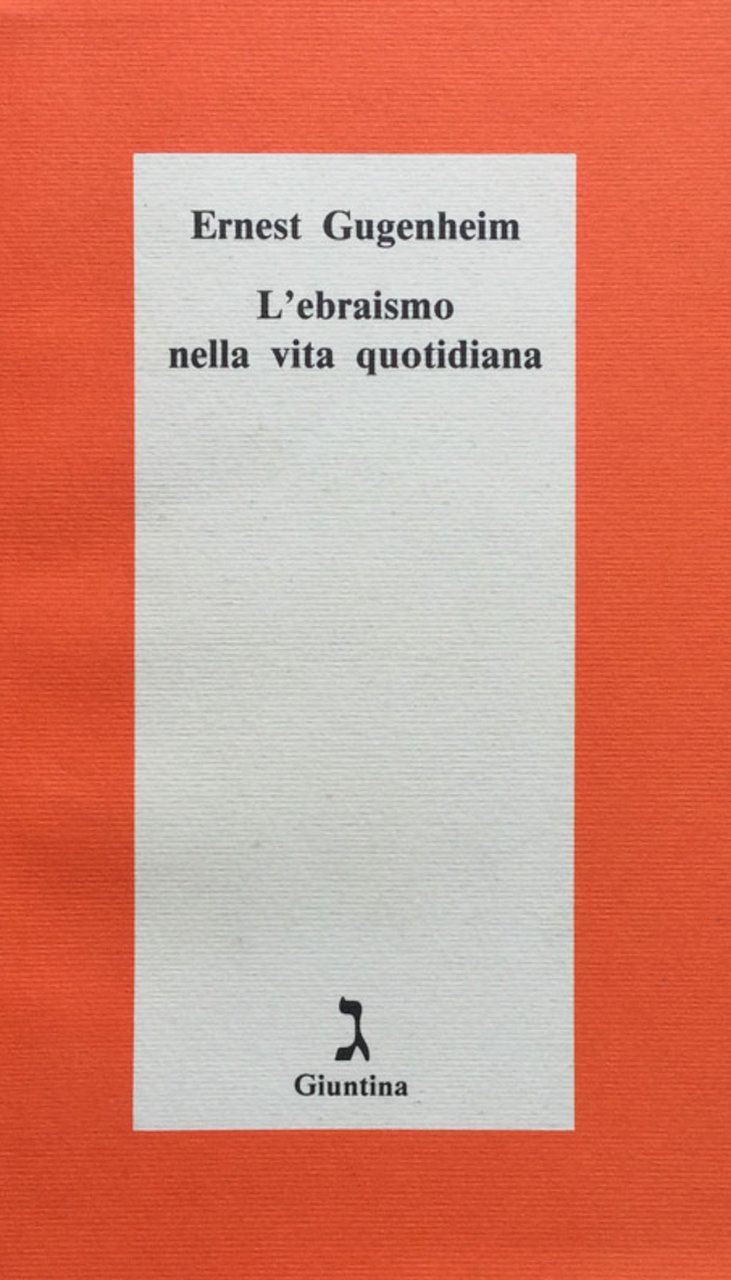 Ernest Gugenheim
L'ebraismo
nella vita quotidiana
ג
Giuntina